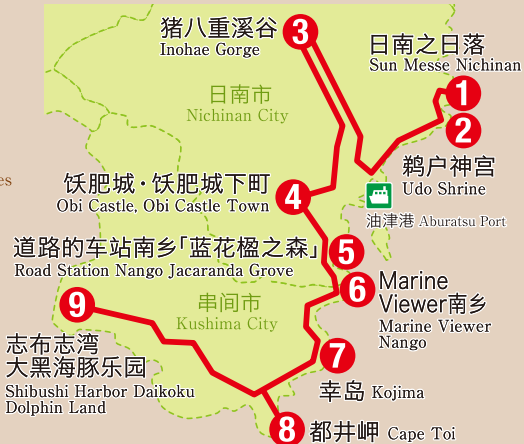 猪八重溪谷
Inohae Gorge
3
日南之日落
Sun Messe Nichinan
1
2
日南市
Nichinan City
鹈户神宫
Udo Shrine
饫肥城·饫肥城下町
Obi Castle, Obi Castle Town
4
油津港 Aburatsu Port
es
道路的车站南乡「蓝花楹之森」
Road Station Nango Jacaranda Grove
5
6
Marine
Viewer南乡
Marine Viewer
Nango
9
串间市
Kushima City
志布志湾
大黑海豚乐园
Shibushi Harbor Daikoku
Dolphin Land
7
幸岛 Kojima
8
都井岬 Cape Toi